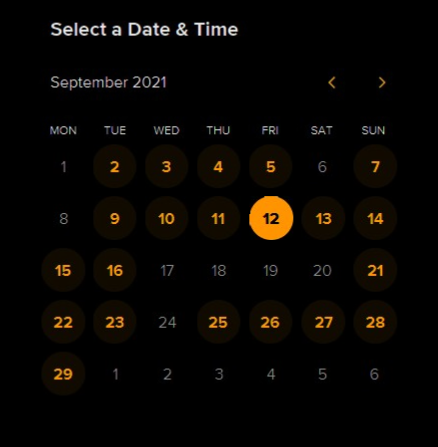 Select a Date & Time
September 2021
MON TUE WED THU FRI SAT SUN
1 2 3 4 5 6 7
8 9 10 11 12 13 14
15 16 17 18 19 20 21
22 23 24 25 26 27 28
29 1 2 3 4 5 6